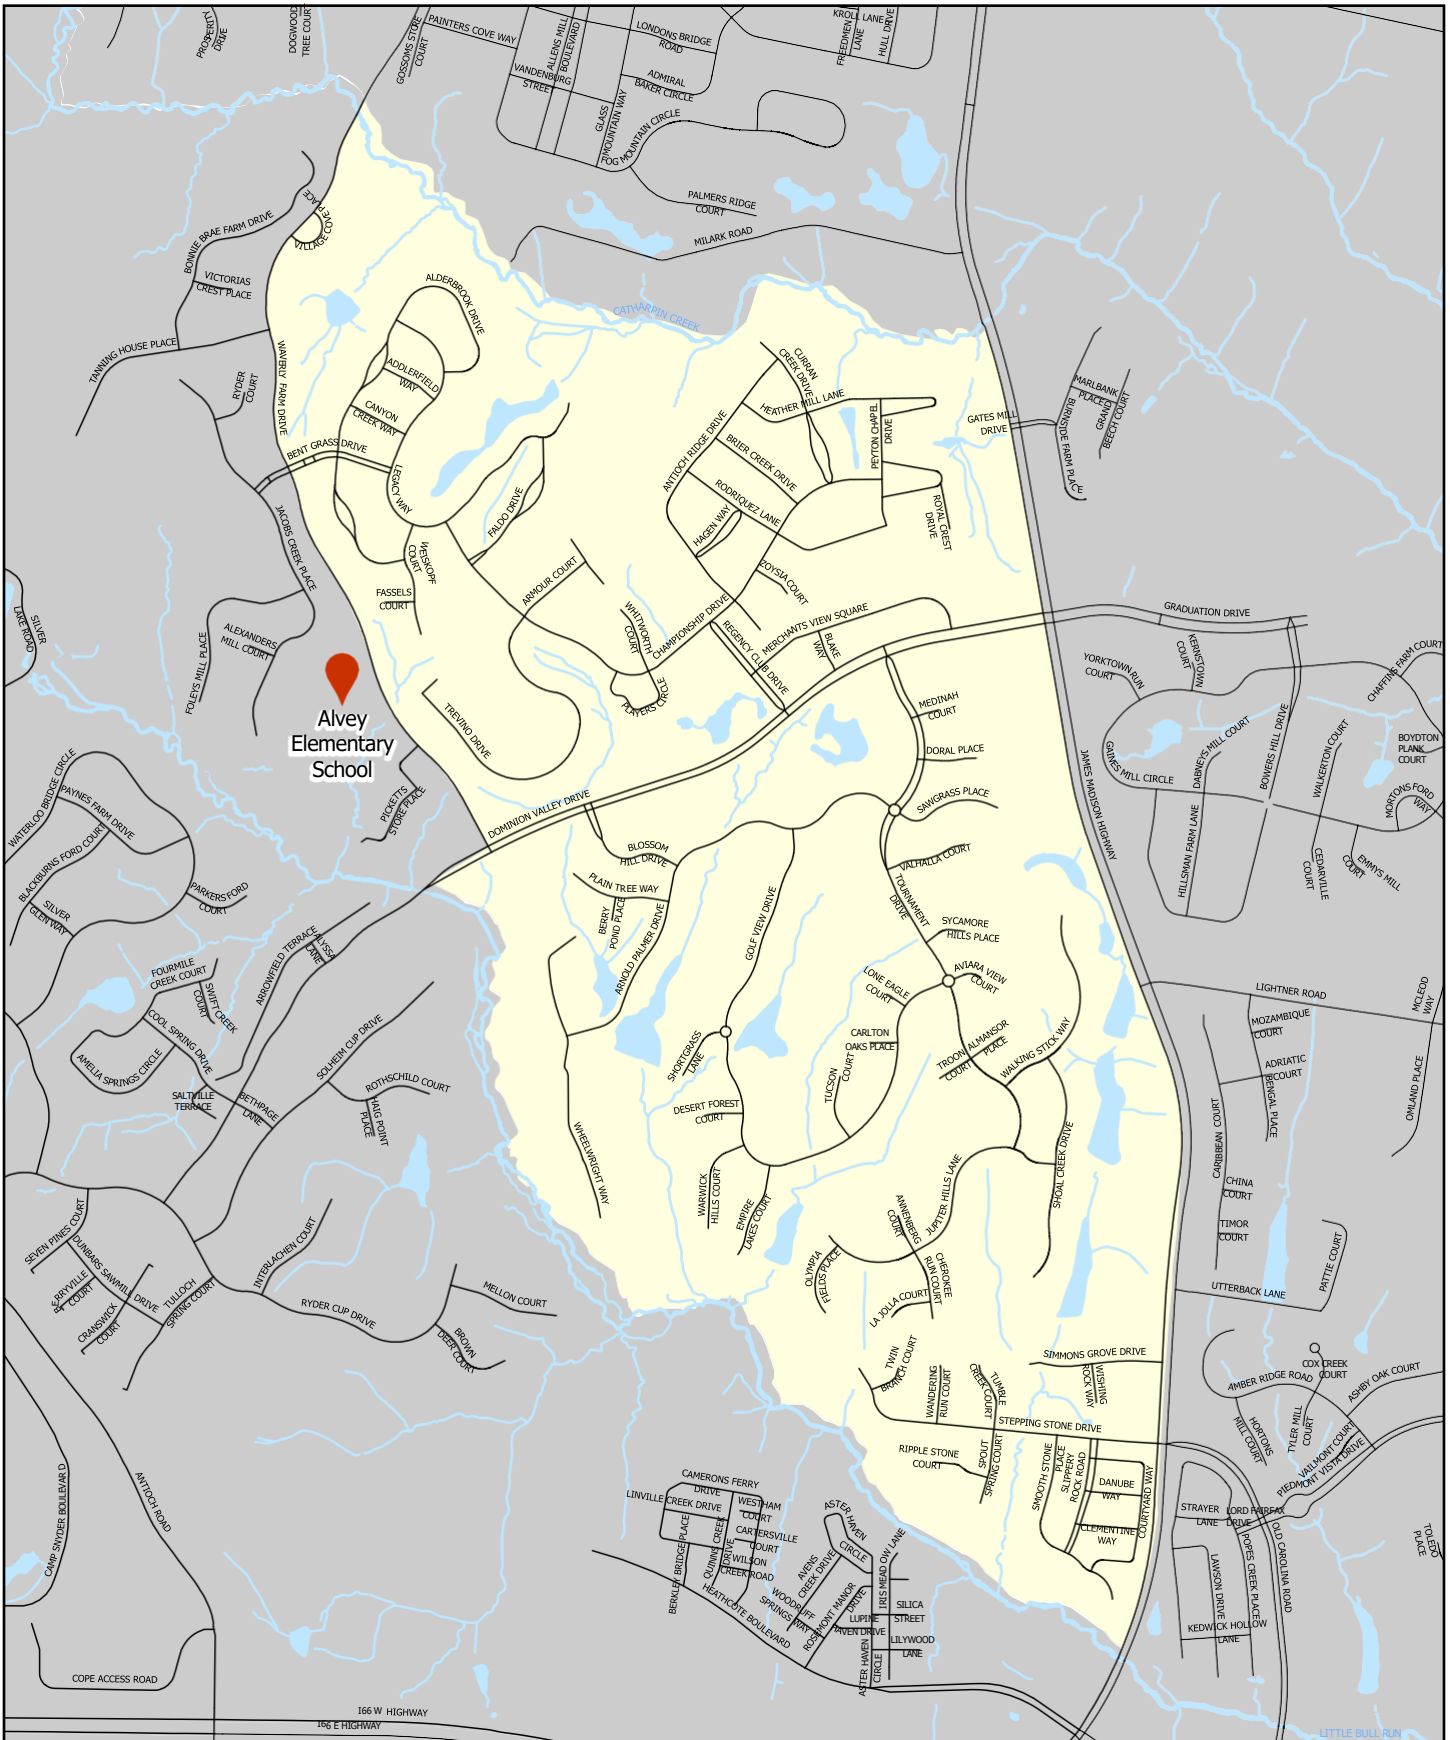 PROSPERITY
DRIVE
DOGWOOD
TREE COURT
GOSSOMS STORE
COURT
PAINTERS COVE WAY
ALLENS MILL
BOULEVARD
LONDONS BRIDGE
ROAD
KROLL LANE
FREEDMEN
LANE
HULL DRIVE
VANDENBURG
STREET
ADMIRAL
BAKER CIRCLE
GLASS
MOUNTAIN WAY
FOG MOUNTAIN CIRCLE
PALMERS RIDGE
COURT
MILARK ROAD
VILLAGE COVE PLACE
BONNIE BRAE FARM DRIVE
VICTORIAS
CREST PLACE
TANNING HOUSE PLACE
ALDERBROOK DRIVE
CATHARPIN CREEK
WAVERLY FARM DRIVE
RYDER
COURT
ADDLERFIELD
WAY
CANYON
CREEK WAY
BENT GRASS DRIVE
LEGACY WAY
CURRAN
CREEK DRIVE
HEATHER MILL LANE
ANTIOCH RIDGE DRIVE
BRIER CREEK DRIVE
PEYTON CHAPEL
DRIVE
GATES MILL
DRIVE
MARLBANK
PLACE
GRAND
BEECH COURT
BURNSIDE FARM PLACE
RODRIQUEZ LANE
HAGEN WAY
ROYAL CREST
DRIVE
FALDO DRIVE
JACOBS CREEK PLACE
WEISKOPF
COURT
FASSELS
COURT
ARMOUR COURT
ZOYSIA COURT
WHITWORTH
COURT
CHAMPIONSHIP DRIVE
REGENCY CLUB DRIVE
MERCHANTS VIEW SQUARE
BLAKE
WAY
GRADUATION DRIVE
SILVER
LAKE ROAD
ALEXANDERS
MILL COURT
FOLEYS MILL PLACE
PLAYERS CIRCLE
TREVINO DRIVE
Alvey
Elementary
School
MEDINAH
COURT
DORAL PLACE
SAWGRASS PLACE
YORKTOWN RUN
COURT
KERNSTOWN
COURT
CHAFFINS FARM COURT
GAINES MILL CIRCLE
DABNEYS MILL COURT
BOWERS HILL DRIVE
WALKERTON COURT
BOYDTON
PLANK
COURT
MORTONS FORD
WAY
JAMES MADISON HIGHWAY
PICKETTS
STORE PLACE
DOMINION VALLEY DRIVE
WATERLOO BRIDGE CIRCLE
PAYNES FARM DRIVE
BLACKBURNS FORD COURT
PARKERS FORD
COURT
SILVER
GLEN WAY
BLOSSOM
HILL DRIVE
PLAIN TREE WAY
BERRY
POND PLACE
ARNOLD PALMER DRIVE
GOLF VIEW DRIVE
VALHALLA COURT
TOURNAMENT
DRIVE
SYCAMORE
HILLS PLACE
AVIARA VIEW
COURT
HILLSMAN FARM LANE
CEDARVILLE
COURT
EMMYS MILL
COURT
ARROWFIELD TERRACE
ALYSSA
LANE
FOURMILE
CREEK COURT
SWIFT CREEK
COURT
COOL SPRING DRIVE
AMELIA SPRINGS CIRCLE
SALTVILLE
TERRACE
BETHPAGE
LANE
SOLHEIM CUP DRIVE
ROTHSCHILD COURT
HAIG POINT
PLACE
SHORTGRASS
LANE
LONE EAGLE
COURT
CARLTON
OAKS PLACE
TUCSON
COURT
TROON
COURT
ALMANSOR
PLACE
WALKING STICK WAY
DESERT FOREST
COURT
LIGHTNER ROAD
MCLEOD
WAY
MOZAMBIQUE
COURT
ADRIATIC
COURT
BENGAL PLACE
OMLAND PLACE
CARIBBEAN COURT
CHINA
COURT
TIMOR
COURT
UTTERBACK LANE
PATTIE COURT
WHEELWRIGHT WAY
WARWICK
HILLS COURT
EMPIRE
LAKES COURT
ANNENBERG
COURT
JUPITER HILLS LANE
SHOAL CREEK DRIVE
OLYMPIA
FIELDS PLACE
CHEROKEE
RUN COURT
LA JOLLA COURT
SEVEN PINES COURT
DUNBARS SAWMILL DRIVE
BERRYVILLE
COURT
CRANSWICK
COURT
TULLOCH
SPRING COURT
INTERLACHEN COURT
RYDER CUP DRIVE
MELLON COURT
BROWN
DEER COURT
TWIN
BRANCH COURT
WANDERING
RUN COURT
TUMBLE
CREEK COURT
SIMMONS GROVE DRIVE
WISHING
ROCK WAY
STEPPING STONE DRIVE
RIPPLE STONE
COURT
SPOUT
SPRING COURT
SMOOTH STONE
PLACE
SLIPPERY
ROCK ROAD
DANUBE
WAY
CLEMENTINE
WAY
COURTYARD WAY
COX CREEK
COURT
AMBER RIDGE ROAD
ASHBY OAK COURT
HORTONS
MILL COURT
TYLER MILL
COURT
VAILMONT COURT
PIEDMONT VISTA DRIVE
STRAYER
LANE
LORD FAIRFAX
DRIVE
OLD CAROLINA ROAD
POPES CREEK PLACE
LAWSON DRIVE
KEDWICK HOLLOW
LANE
TOLEDO
PLACE
CAMP SNYDER BOULEVARD
ANTIOCH ROAD
CAMERONS FERRY
DRIVE
LINVILLE CREEK DRIVE
WESTHAM
COURT
CARTERSVILLE
COURT
WILSON
CREEK ROAD
BERKLEY BRIDGE PLACE
QUINNS CREEK
DRIVE
HEATHCOTE BOULEVARD
ASTER HAVEN
CIRCLE
AVENS
CREEK DRIVE
WOODRUFF
SPRINGS WAY
ROSEMONT MANOR
DRIVE
IRIS MEADOW LANE
SILICA
STREET
LUPINE
HAVEN DRIVE
LILYWOOD
LANE
ASTER HAVEN
CIRCLE
COPE ACCESS ROAD
I66 W HIGHWAY
I66 E HIGHWAY
LITTLE BULL RUN